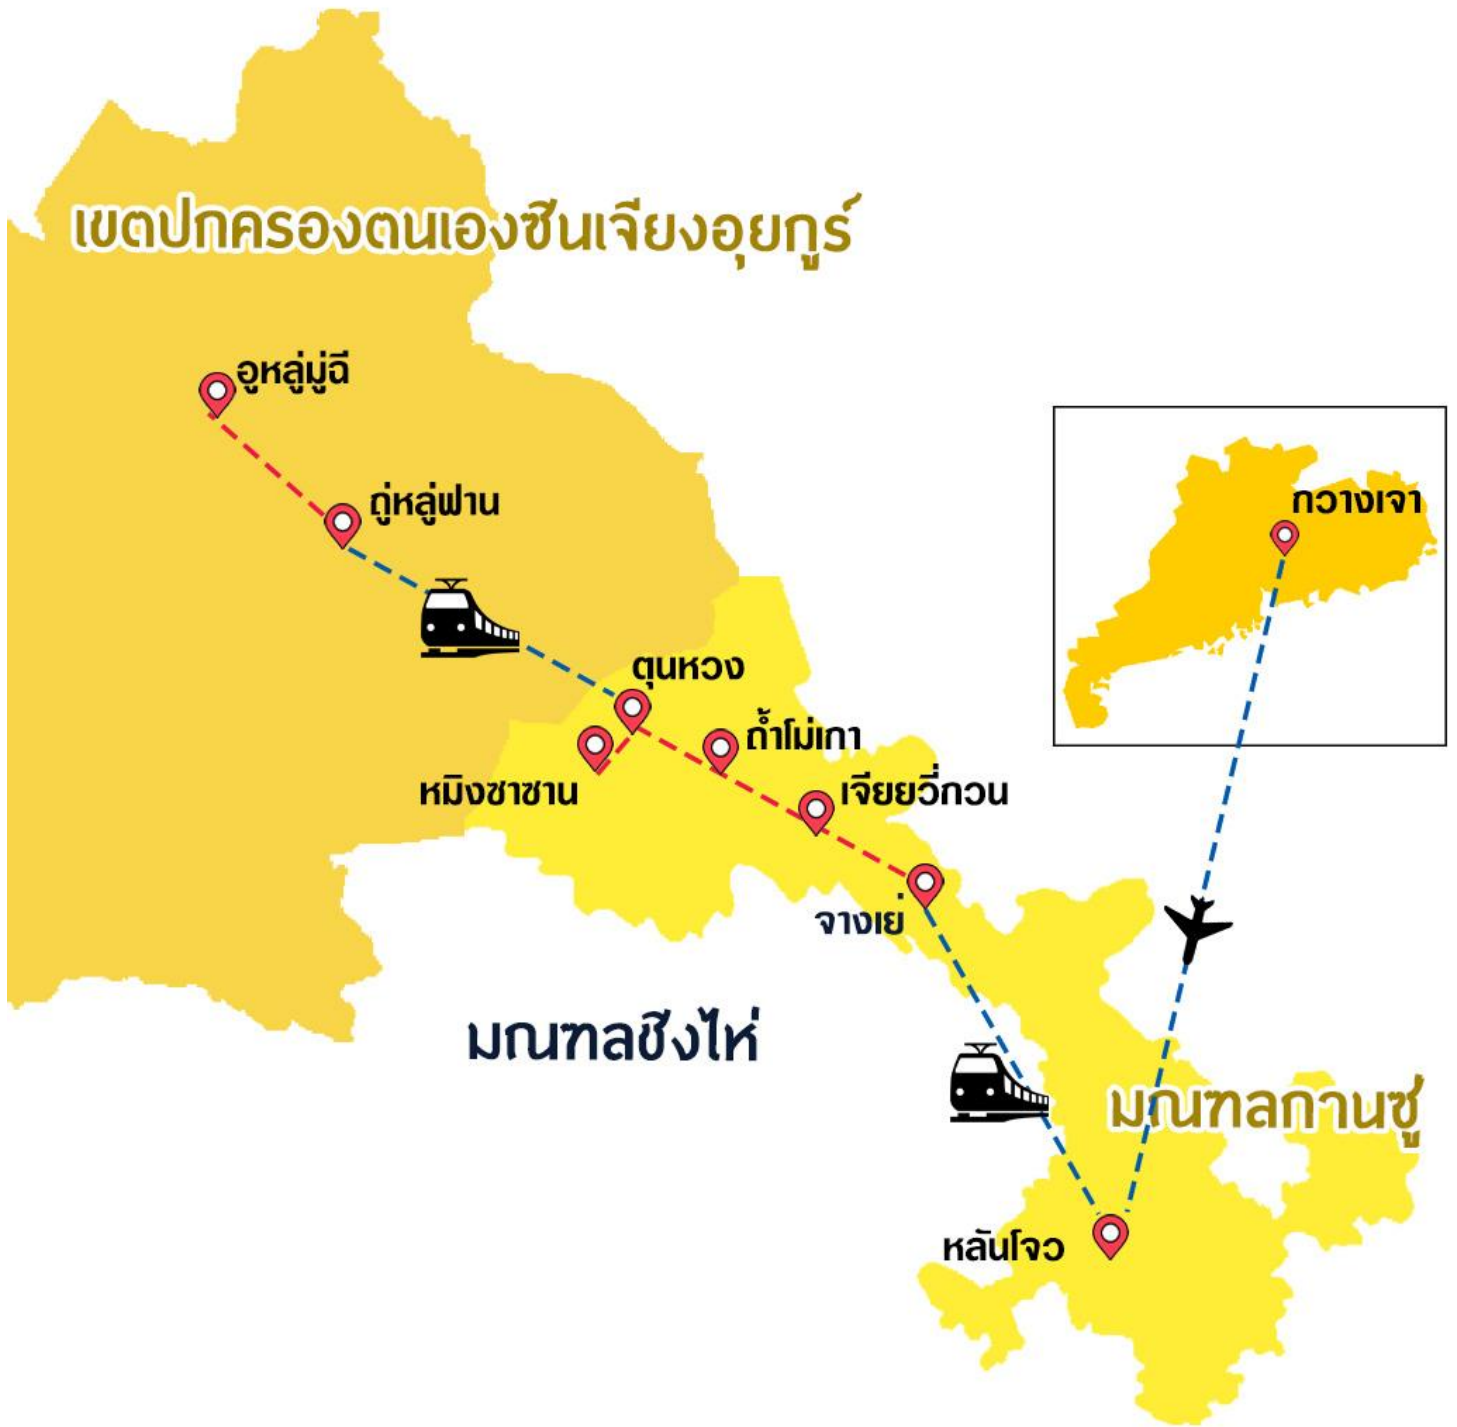 เขตปกครองตนเองซินเจียงอุยกูร์
อูหลู่มู่ฉี
ถู่หลู่ฟาน
กวางเจา
ตุนหวง
ถ้ำโม่เกา
หมิงซาซาน
เจียยวี่กวน
จางเย่
มณฑลชิงไห่
มณฑลกานซู่
หลันโจว